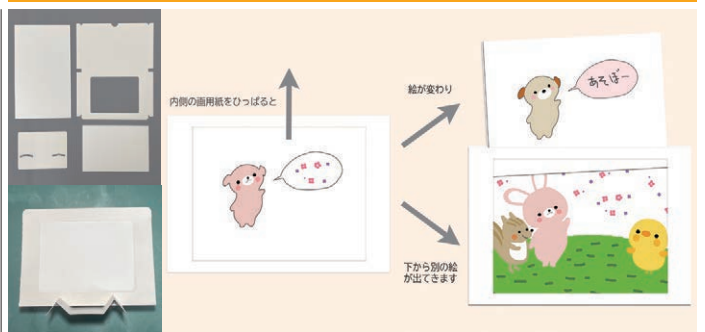 内側の画用紙をひっぱると
絵が変わり
あそぼー
下から別の絵
が出てきます